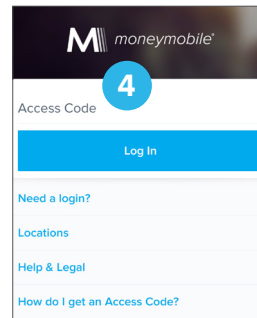 M moneymobile®
4
Access Code
Log In
Need a login?
Locations
Help & Legal
How do I get an Access Code?